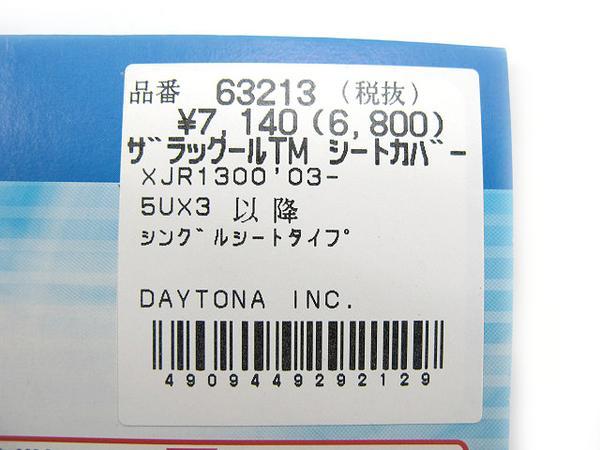 品番 63213 (税抜)
¥7,140(6,800)
ザラックールTM シートカバー
XJR1300'03-
5UX3 以降
シングルシートタイプ
DAYTONA INC.
4909449292129